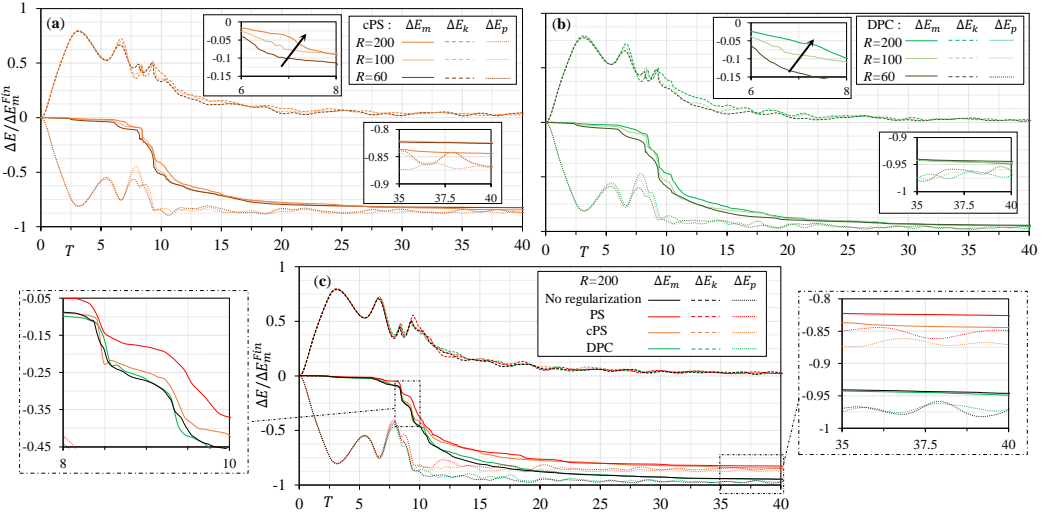 (a)
cPS : ΔE_m ΔE_k ΔE_p
R=200
R=100
R=60
0
-0.05
-0.1
-0.15
6 7 8
-0.8
-0.85
-0.9
35 37.5 40
1
0.5
0
-0.5
-1
ΔE/ΔE_m^Fin
0 T 5 10 15 20 25 30 35 40
(b)
DPC : ΔE_m ΔE_k ΔE_p
R=200
R=100
R=60
0
-0.05
-0.1
-0.15
6 7 8
-0.9
-0.95
-1
35 37.5 40
0 T 5 10 15 20 25 30 35 40
(c)
R=200 ΔE_m ΔE_k ΔE_p
No regularization
PS
cPS
DPC
1
0.5
0
-0.5
-1
ΔE/ΔE_m^Fin
0 T 5 10 15 20 25 30 35 40
-0.05
-0.15
-0.25
-0.35
-0.45
8 9 10
-0.8
-0.85
-0.9
-0.95
-1
35 37.5 40